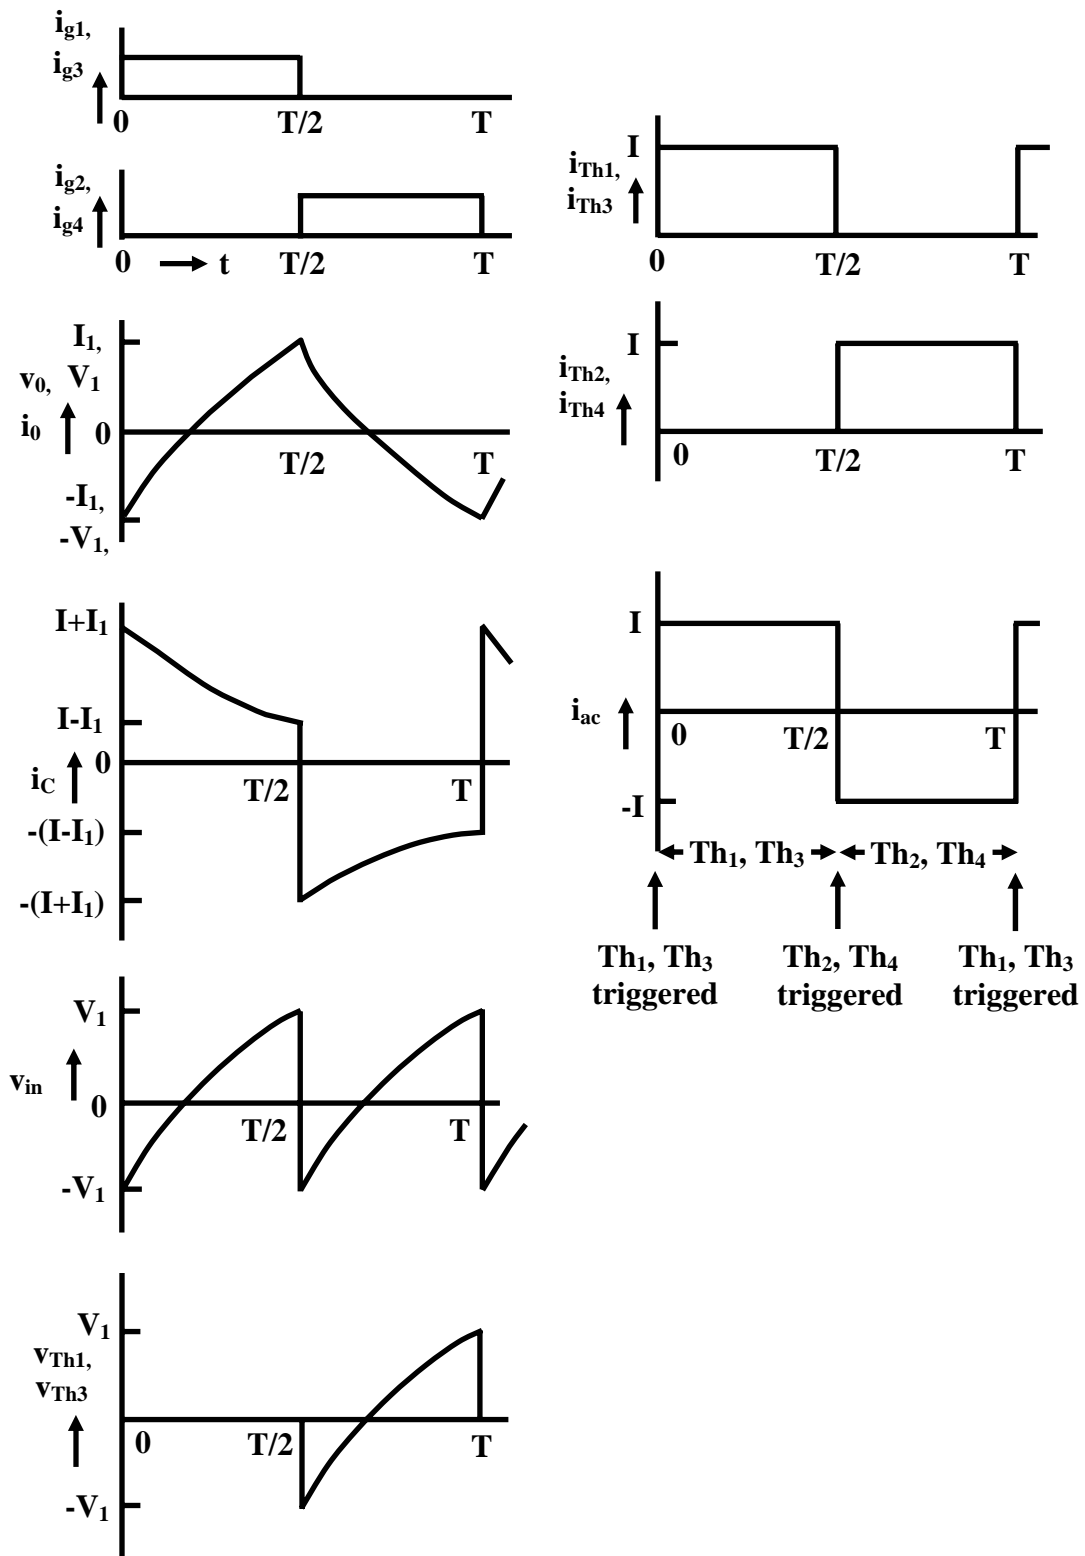 i_g1,
i_g3
0 T/2 T
i_g2,
i_g4
0 t T/2 T
I_1,
V_1
v_0,
i_0
0
T/2 T
-I_1,
-V_1,
I+I_1
I-I_1
0
i_C
T/2 T
-(I-I_1)
-(I+I_1)
V_1
v_in
0
T/2 T
-V_1
V_1
v_Th1,
v_Th3
0 T/2 T
-V_1
I
i_Th1,
i_Th3
0 T/2 T
I
i_Th2,
i_Th4
0 T/2 T
I
i_ac
0 T/2 T
-I
Th_1, Th_3 Th_2, Th_4
Th_1, Th_3 Th_2, Th_4 Th_1, Th_3
triggered triggered triggered